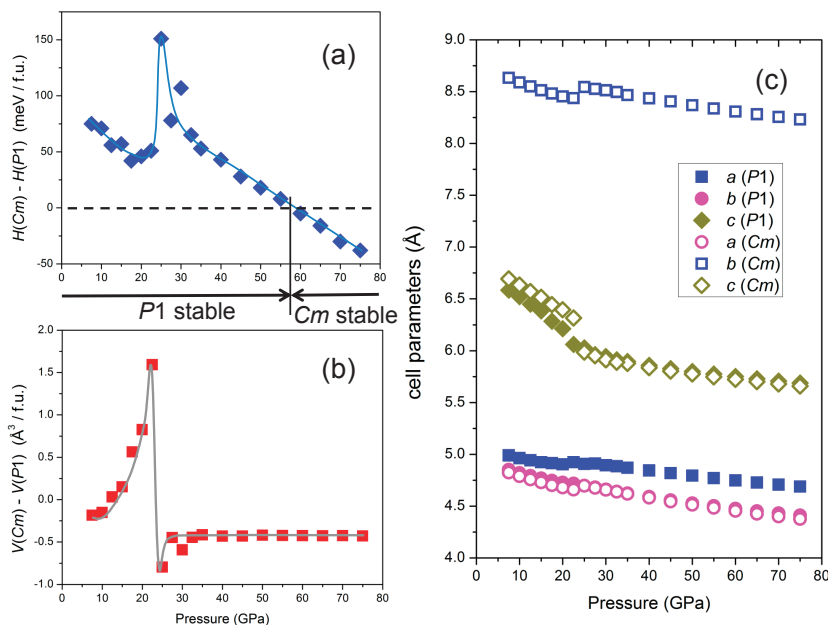 (a)
H(Cm) - H(P1) (meV / f.u.)
150
100
50
0
-50
0 10 20 30 40 50 60 70 80
P1 stable
Cm stable
(b)
V(Cm) - V(P1) (Å³ / f.u.)
2.0
1.5
1.0
0.5
0.0
-0.5
-1.0
0 10 20 30 40 50 60 70 80
Pressure (GPa)
(c)
cell parameters (Å)
9.0
8.5
8.0
7.5
7.0
6.5
6.0
5.5
5.0
4.5
4.0
a (P1)
b (P1)
c (P1)
a (Cm)
b (Cm)
c (Cm)
0 10 20 30 40 50 60 70 80
Pressure (GPa)